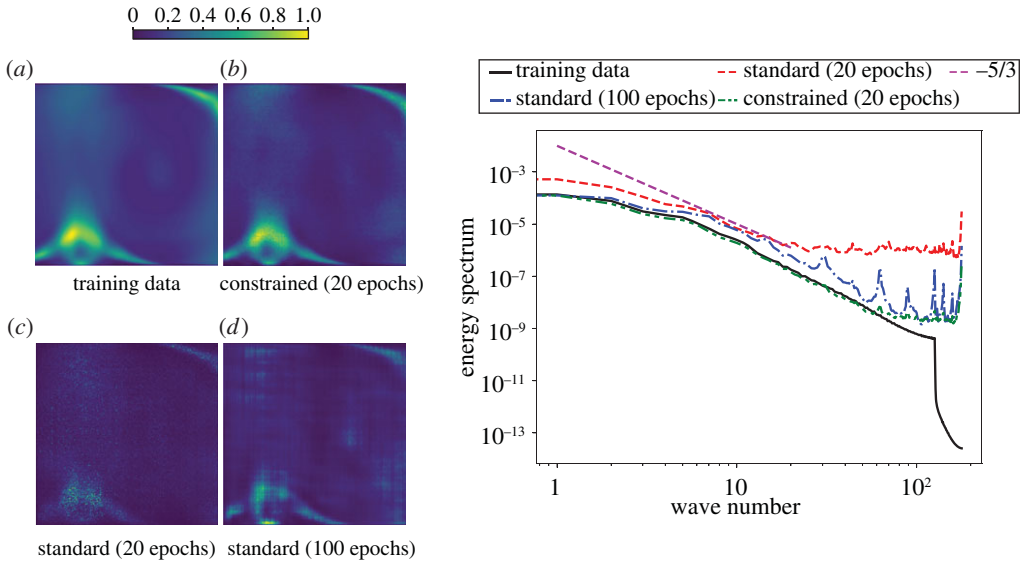 0 0.2 0.4 0.6 0.8 1.0
(a) (b)
training data constrained (20 epochs)
(c) (d)
standard (20 epochs) standard (100 epochs)
training data standard (20 epochs) −5/3
standard (100 epochs) constrained (20 epochs)
10⁻³
10⁻⁵
10⁻⁷
10⁻⁹
10⁻¹¹
10⁻¹³
energy spectrum
1 10 10²
wave number